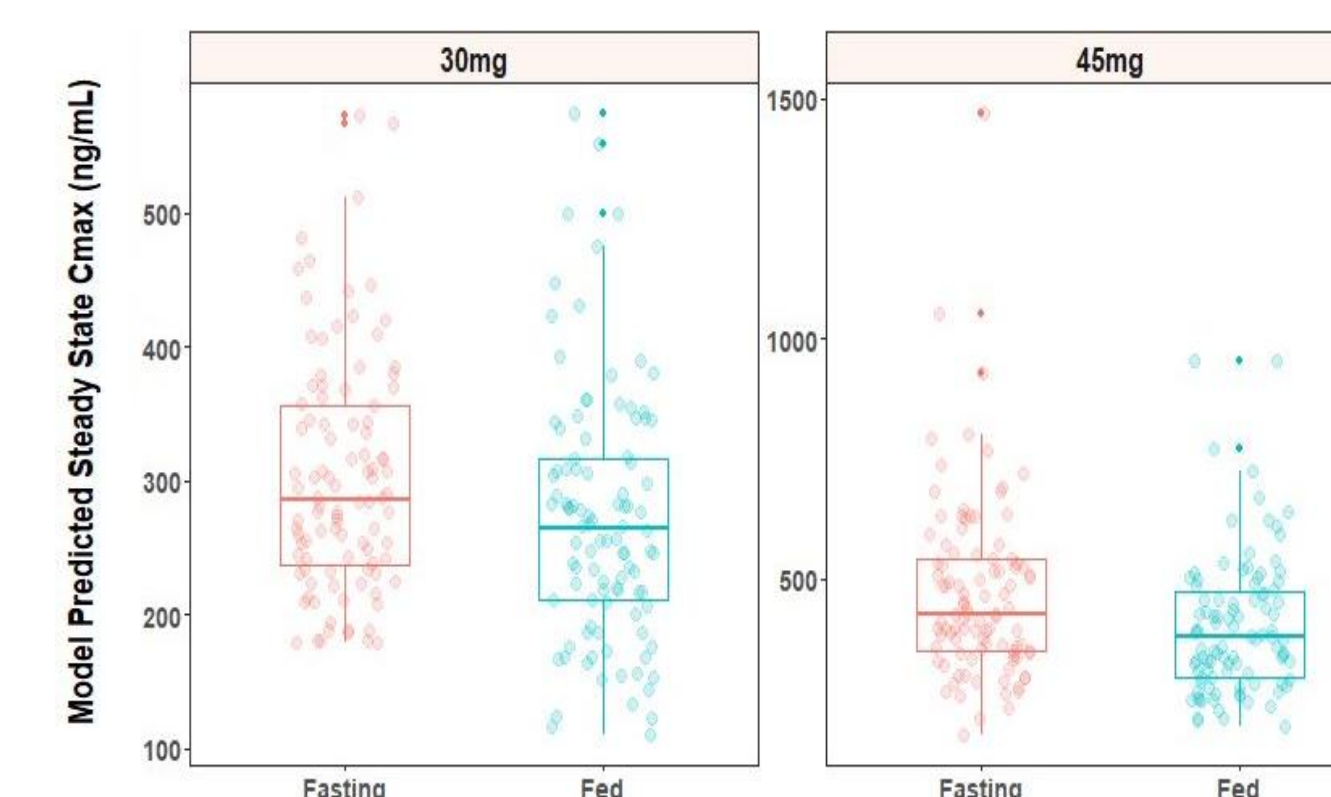 30mg
45mg
Model Predicted Steady State Cmax (ng/mL)
500
400
300
200
100
1500
1000
500
Fasting
Fed
Fasting
Fed